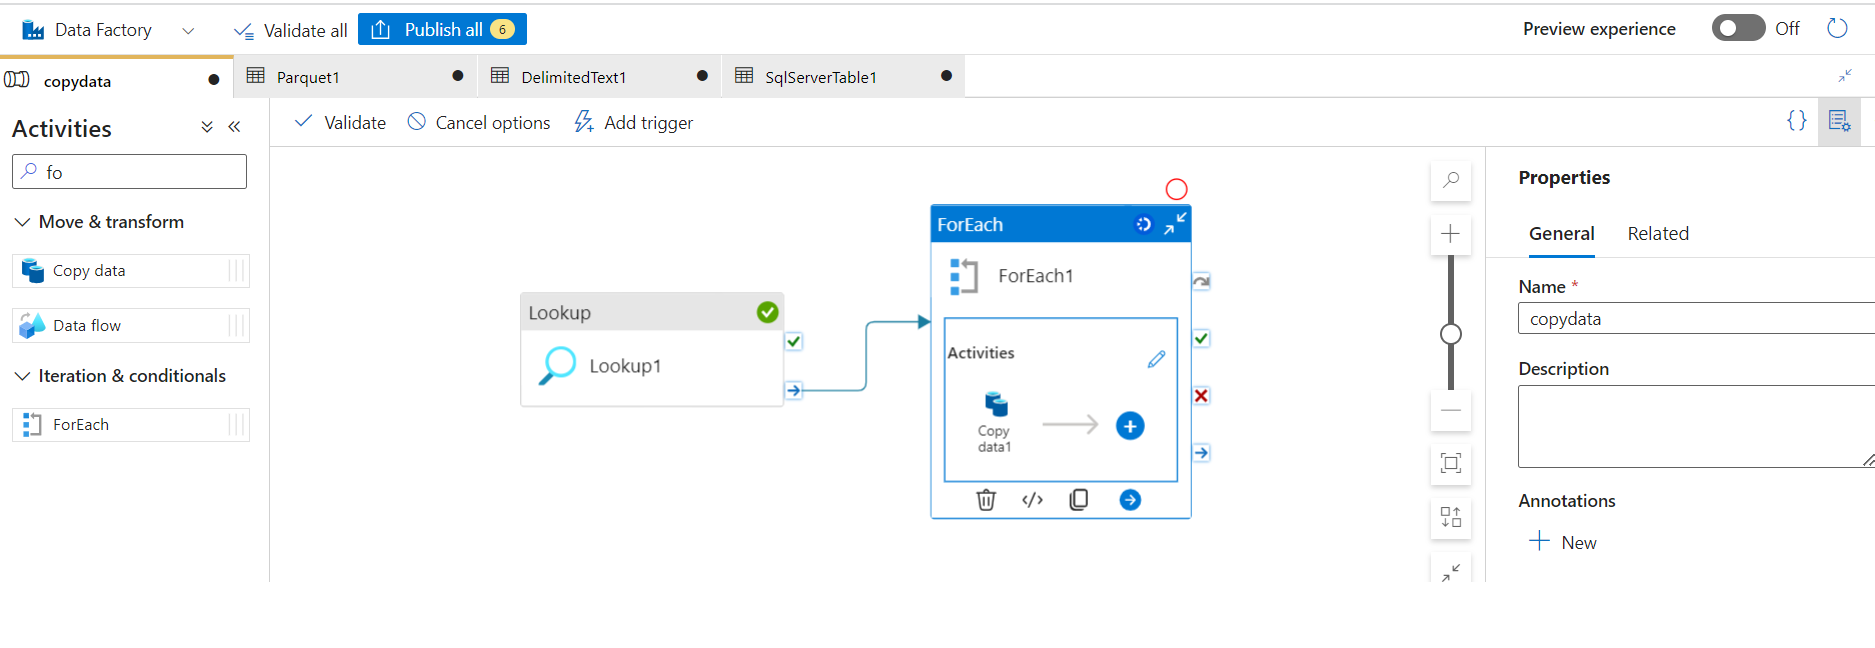 Data Factory
Validate all
Publish all 6
Preview experience
Off
copydata
Parquet1
DelimitedText1
SqlServerTable1
Activities
fo
Move & transform
Copy data
Data flow
Iteration & conditionals
ForEach
Validate
Cancel options
Add trigger
{}
Lookup
Lookup1
ForEach
ForEach1
Activities
Copy
data1
</>
Properties
General
Related
Name *
copydata
Description
Annotations
New